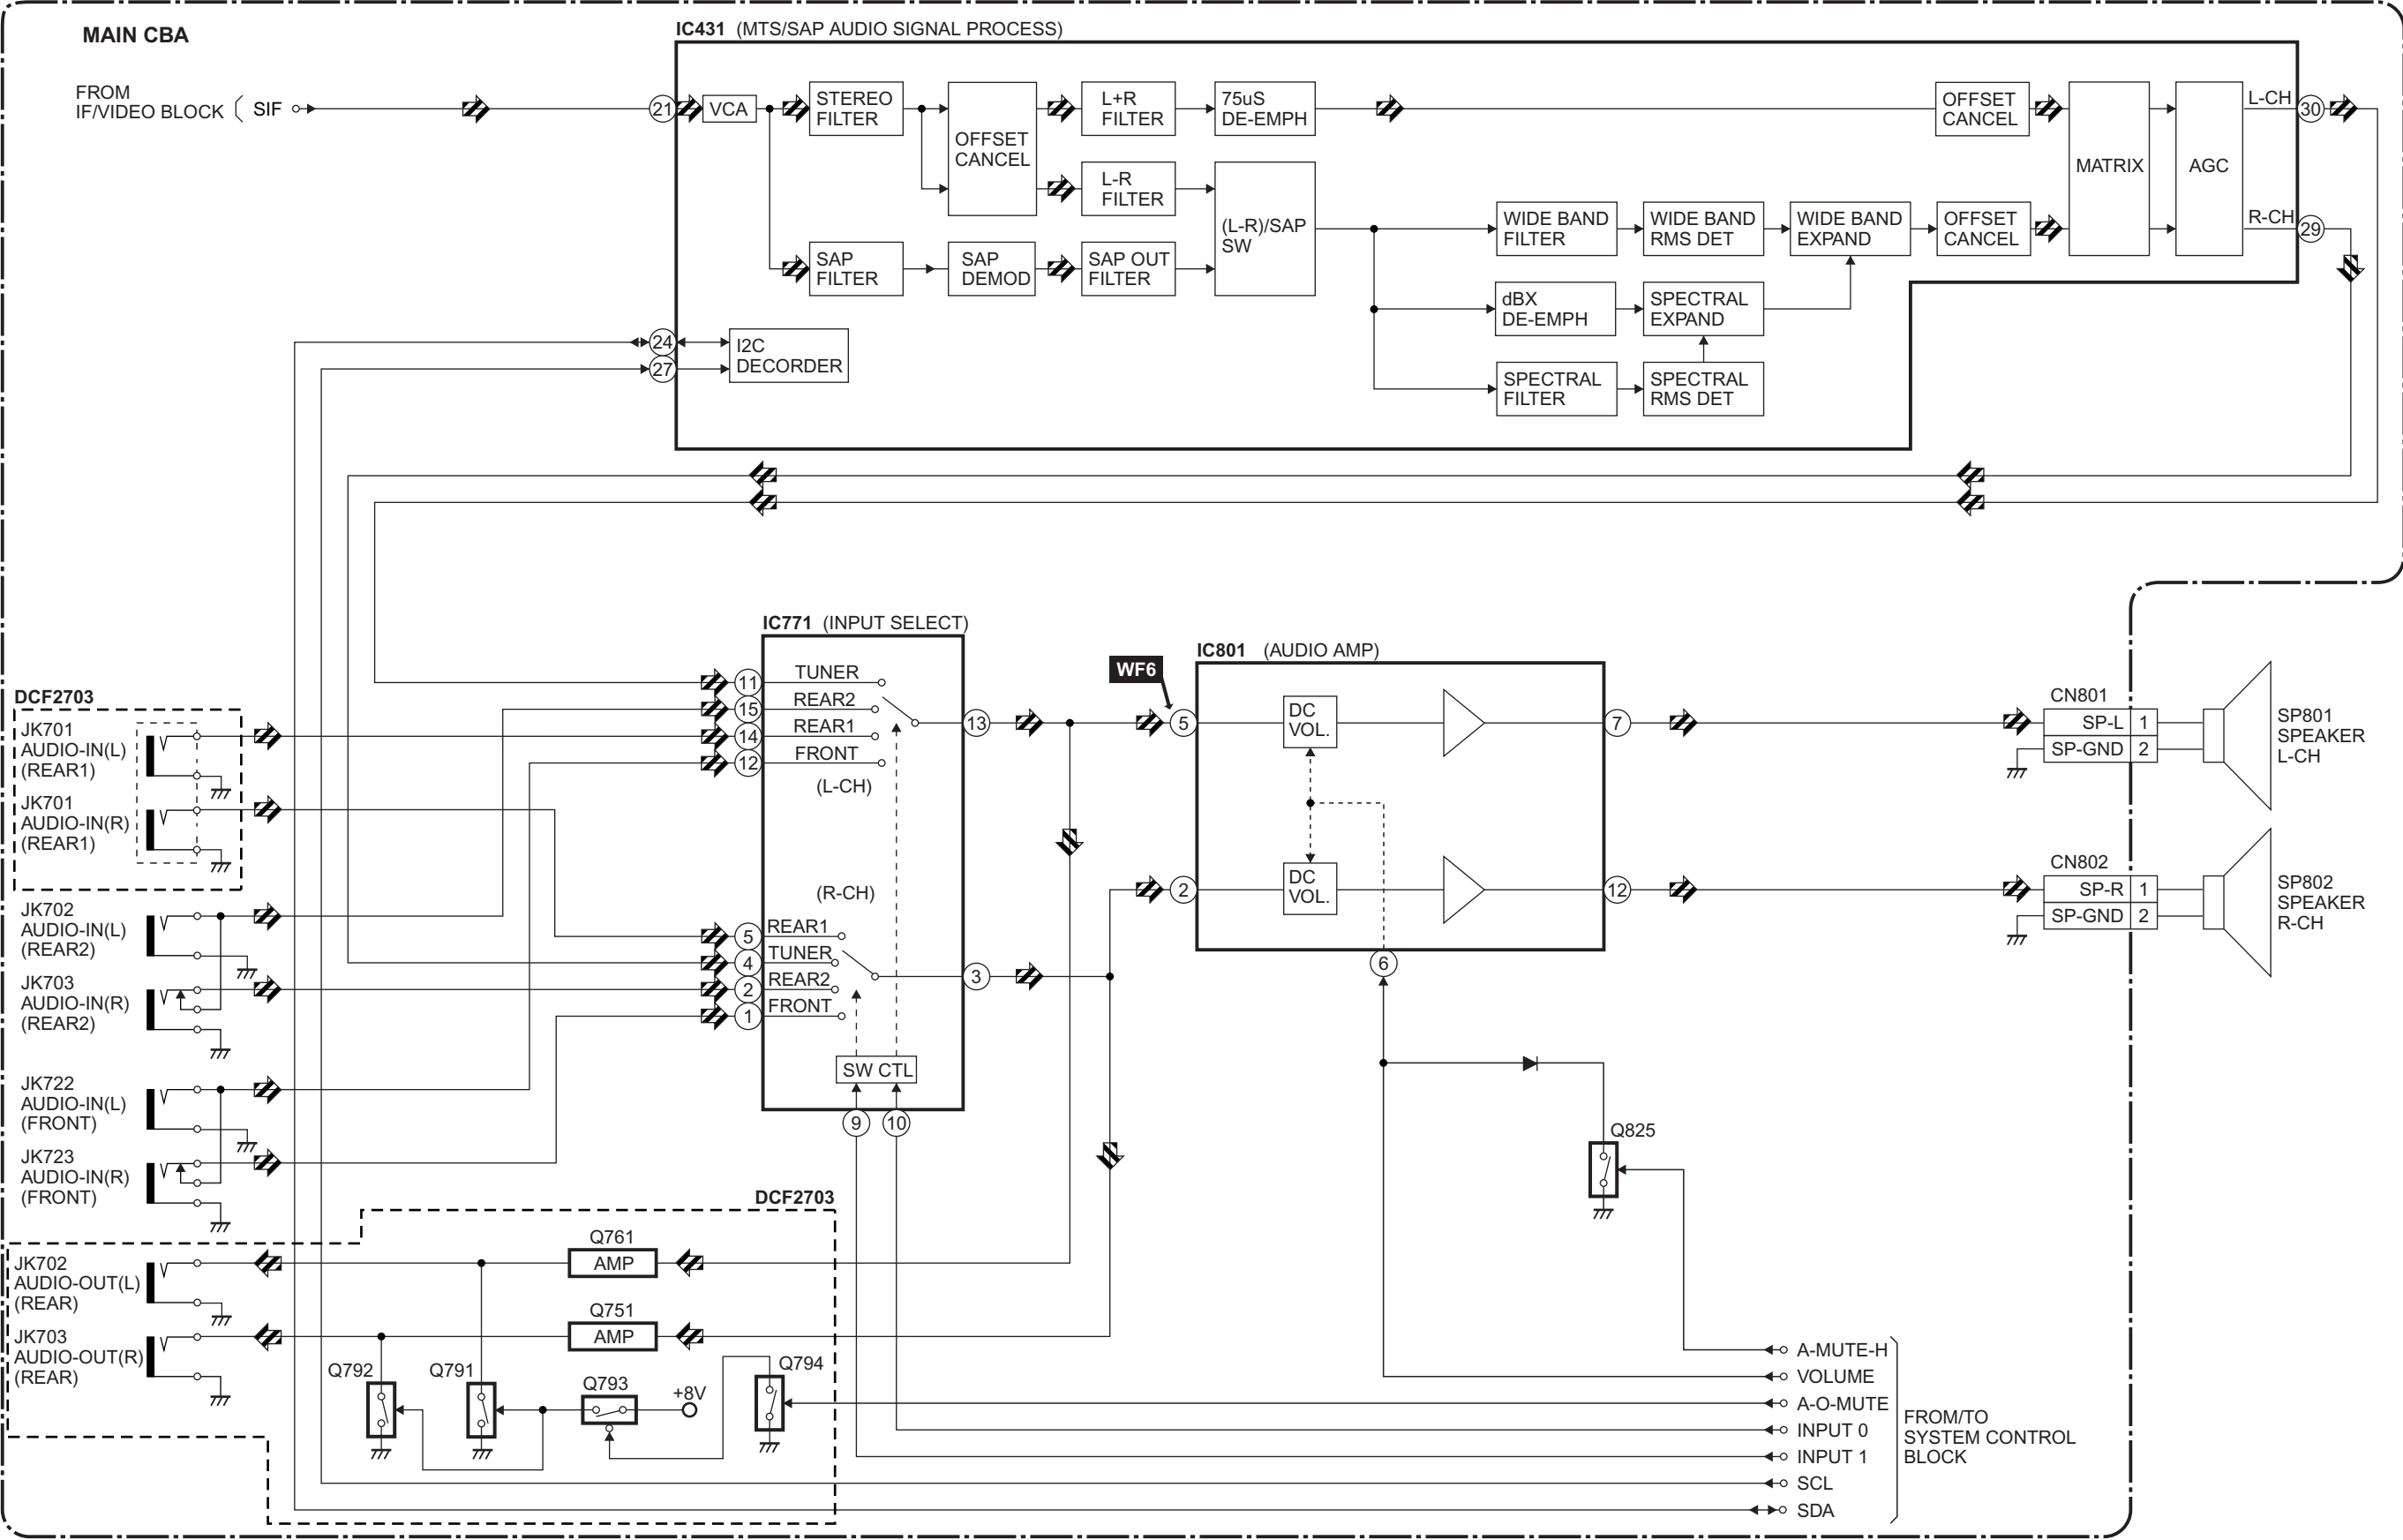 MAIN CBA
IC431 (MTS/SAP AUDIO SIGNAL PROCESS)
FROM
IF/VIDEO BLOCK
SIF
21
VCA
STEREO
FILTER
OFFSET
CANCEL
L+R
FILTER
75uS
DE-EMPH
OFFSET
CANCEL
MATRIX
AGC
L-CH
30
L-R
FILTER
(L-R)/SAP
SW
WIDE BAND
FILTER
WIDE BAND
RMS DET
WIDE BAND
EXPAND
OFFSET
CANCEL
R-CH
29
SAP
FILTER
SAP
DEMOD
SAP OUT
FILTER
dBX
DE-EMPH
SPECTRAL
EXPAND
24
27
I2C
DECORDER
SPECTRAL
FILTER
SPECTRAL
RMS DET
IC771 (INPUT SELECT)
11
TUNER
15
REAR2
14
REAR1
12
FRONT
(L-CH)
13
(R-CH)
5
REAR1
4
TUNER
2
REAR2
1
FRONT
3
SW CTL
9
10
WF6
IC801 (AUDIO AMP)
5
DC
VOL.
7
2
DC
VOL.
12
6
CN801
SP-L
1
SP-GND
2
SP801
SPEAKER
L-CH
CN802
SP-R
1
SP-GND
2
SP802
SPEAKER
R-CH
DCF2703
JK701
AUDIO-IN(L)
(REAR1)
JK701
AUDIO-IN(R)
(REAR1)
JK702
AUDIO-IN(L)
(REAR2)
JK703
AUDIO-IN(R)
(REAR2)
JK722
AUDIO-IN(L)
(FRONT)
JK723
AUDIO-IN(R)
(FRONT)
DCF2703
JK702
AUDIO-OUT(L)
(REAR)
Q761
AMP
JK703
AUDIO-OUT(R)
(REAR)
Q751
AMP
Q792
Q791
Q793
+8V
Q794
Q825
A-MUTE-H
VOLUME
A-O-MUTE
INPUT 0
INPUT 1
SCL
SDA
FROM/TO
SYSTEM CONTROL
BLOCK